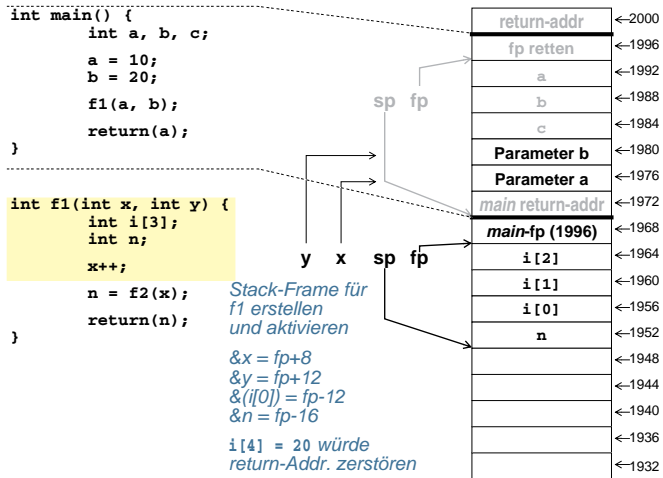 int main() {
int a, b, c;
a = 10;
b = 20;
f1(a, b);
return(a);
}
int f1(int x, int y) {
int i[3];
int n;
x++;
n = f2(x);
return(n);
}
sp fp
y x sp fp
Stack-Frame für
f1 erstellen
und aktivieren
&x = fp+8
&y = fp+12
&(i[0]) = fp-12
&n = fp-16
i[4] = 20 würde
return-Addr. zerstören
return-addr
fp retten
a
b
c
Parameter b
Parameter a
main return-addr
main-fp (1996)
i[2]
i[1]
i[0]
n
2000
1996
1992
1988
1984
1980
1976
1972
1968
1964
1960
1956
1952
1948
1944
1940
1936
1932